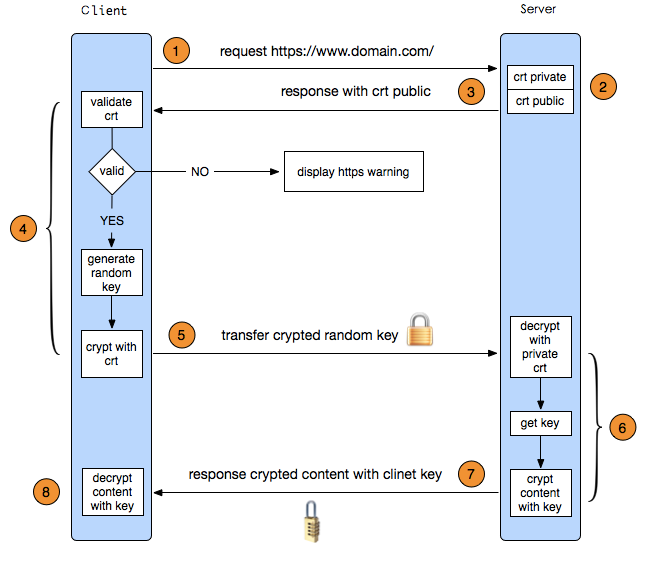 Client
Server
1
request https://www.domain.com/
crt private
crt public
2
response with crt public
3
validate
crt
valid
NO
display https warning
YES
4
generate
random
key
crypt with
crt
5
transfer crypted random key
decrypt
with
private
crt
get key
6
crypt
content
with key
response crypted content with clinet key
7
8
decrypt
content
with key